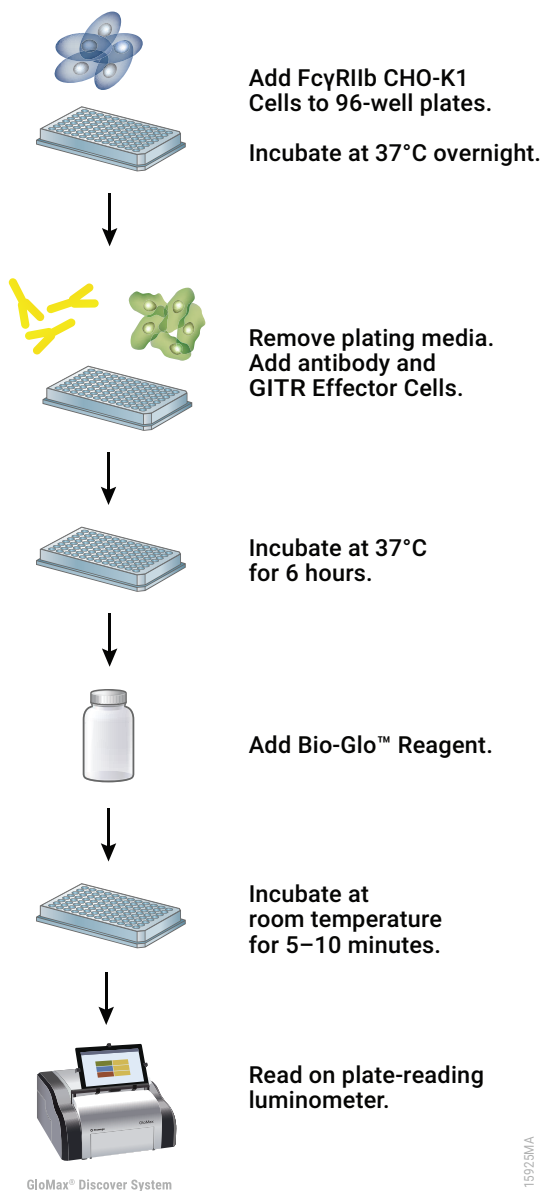 Add FcγRIIb CHO-K1
Cells to 96-well plates.
Incubate at 37°C overnight.
Remove plating media.
Add antibody and
GITR Effector Cells.
Incubate at 37°C
for 6 hours.
Add Bio-Glo™ Reagent.
Incubate at
room temperature
for 5–10 minutes.
Read on plate-reading
luminometer.
GloMax
GloMax® Discover System
15925MA